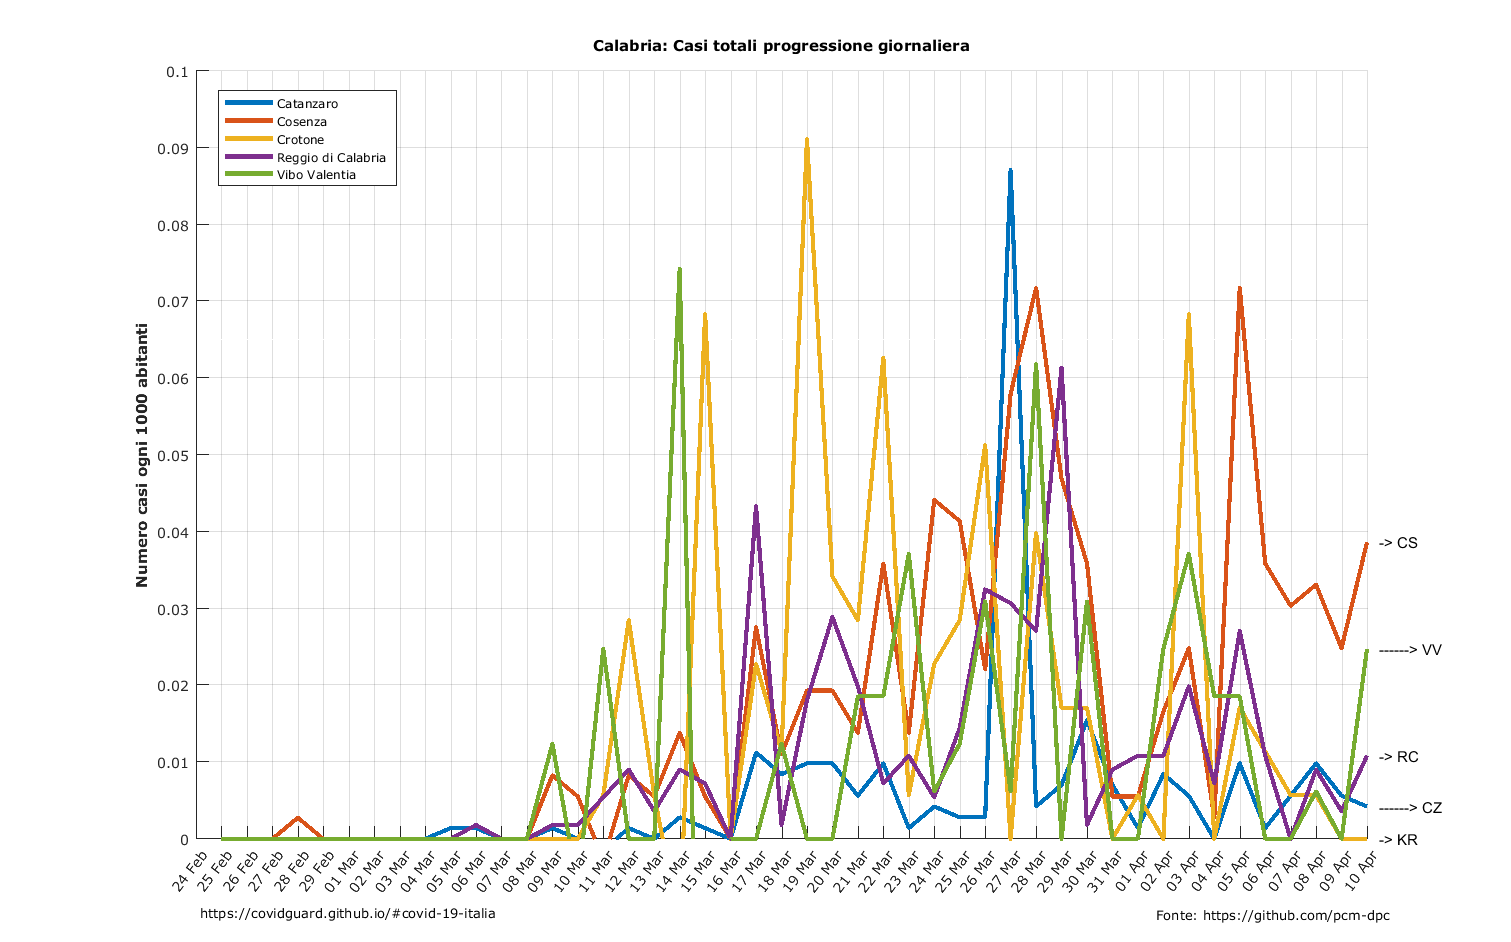 Calabria: Casi totali progressione giornaliera
Numero casi ogni 1000 abitanti
0.1
0.09
0.08
0.07
0.06
0.05
0.04
0.03
0.02
0.01
0
Catanzaro
Cosenza
Crotone
Reggio di Calabria
Vibo Valentia
-> CS
------> VV
-> RC
------> CZ
-> KR
24 Feb
25 Feb
26 Feb
27 Feb
28 Feb
29 Feb
01 Mar
02 Mar
03 Mar
04 Mar
05 Mar
06 Mar
07 Mar
08 Mar
09 Mar
10 Mar
11 Mar
12 Mar
13 Mar
14 Mar
15 Mar
16 Mar
17 Mar
18 Mar
19 Mar
20 Mar
21 Mar
22 Mar
23 Mar
24 Mar
25 Mar
26 Mar
27 Mar
28 Mar
29 Mar
30 Mar
31 Mar
01 Apr
02 Apr
03 Apr
04 Apr
05 Apr
06 Apr
07 Apr
08 Apr
09 Apr
10 Apr
https://covidguard.github.io/#covid-19-italia
Fonte: https://github.com/pcm-dpc